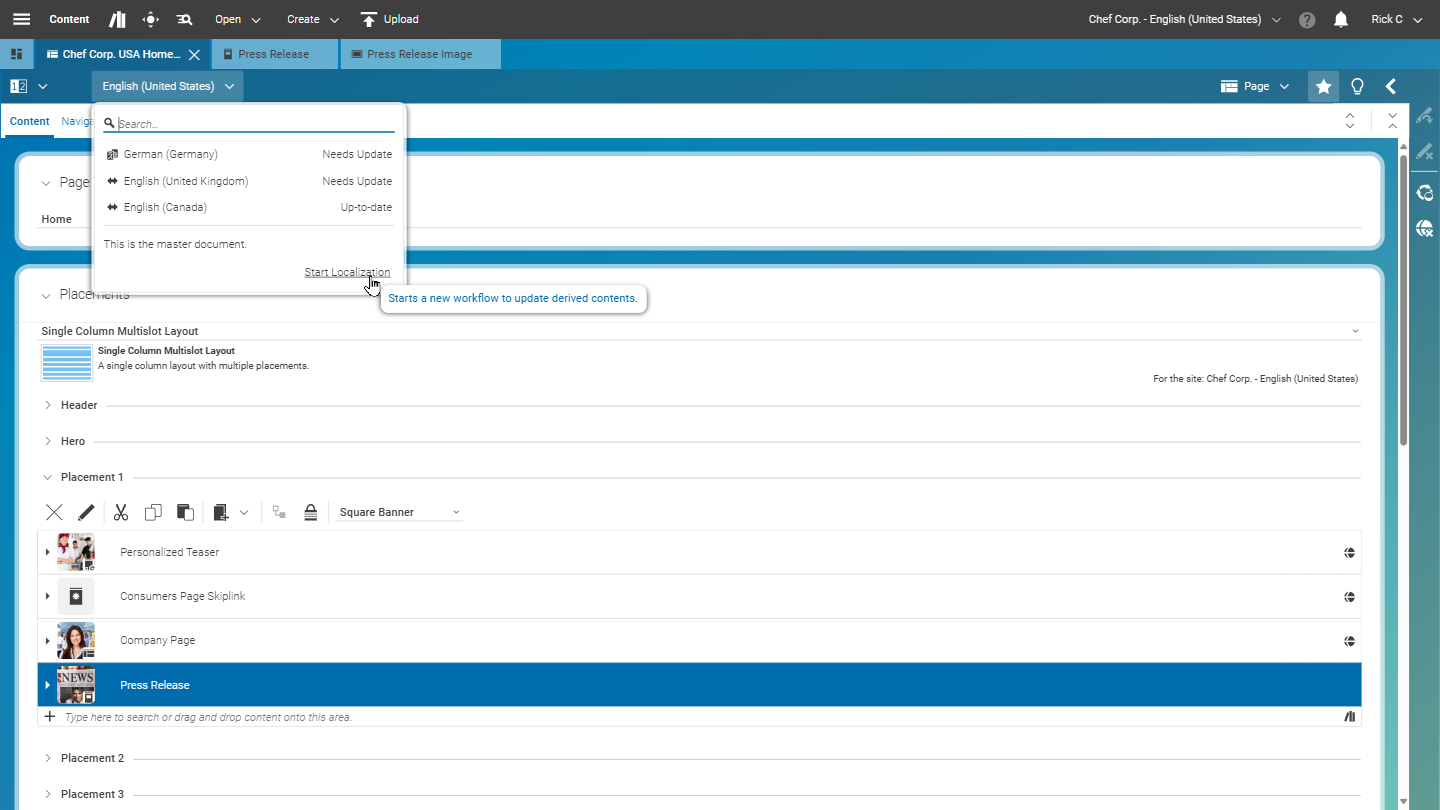 Content Open Create Upload Chef Corp. - English (United States) ? Rick C
Chef Corp. USA Home... Press Release Press Release Image
12 English (United States) Page
Content Naviga
Search...
German (Germany) Needs Update
English (United Kingdom) Needs Update
English (Canada) Up-to-date
Page
Home
This is the master document.
Start Localization
Starts a new workflow to update derived contents.
Placements
Single Column Multislot Layout
Single Column Multislot Layout
A single column layout with multiple placements.
For the site: Chef Corp. - English (United States)
Header
Hero
Placement 1
Square Banner
Personalized Teaser
Consumers Page Skiplink
Company Page
NEWS
Press Release
Type here to search or drag and drop content onto this area.
Placement 2
Placement 3